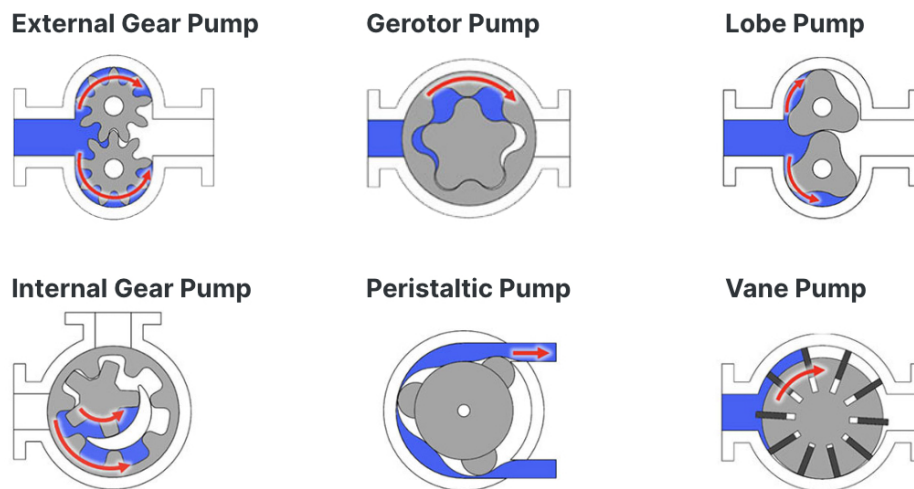 External Gear Pump
Gerotor Pump
Lobe Pump
Internal Gear Pump
Peristaltic Pump
Vane Pump